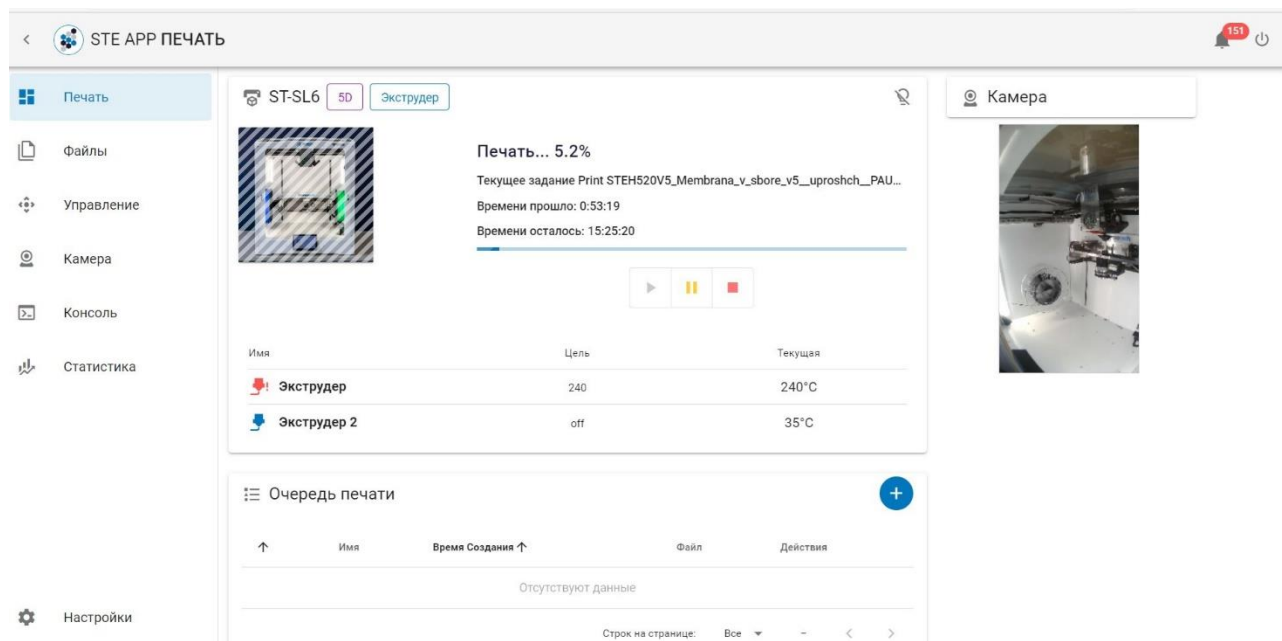 STE APP ПЕЧАТЬ
151
Печать
Файлы
Управление
Камера
Консоль
Статистика
Настройки
ST-SL6 5D Экструдер
Печать... 5.2%
Текущее задание Print STEH520V5_Membrana_v_sbore_v5__uproshch__PAU...
Времени прошло: 0:53:19
Времени осталось: 15:25:20
Имя Цель Текущая
Экструдер 240 240°C
Экструдер 2 off 35°C
Очередь печати
Имя Время Создания Файл Действия
Отсутствуют данные
Строк на странице: Все –
Камера